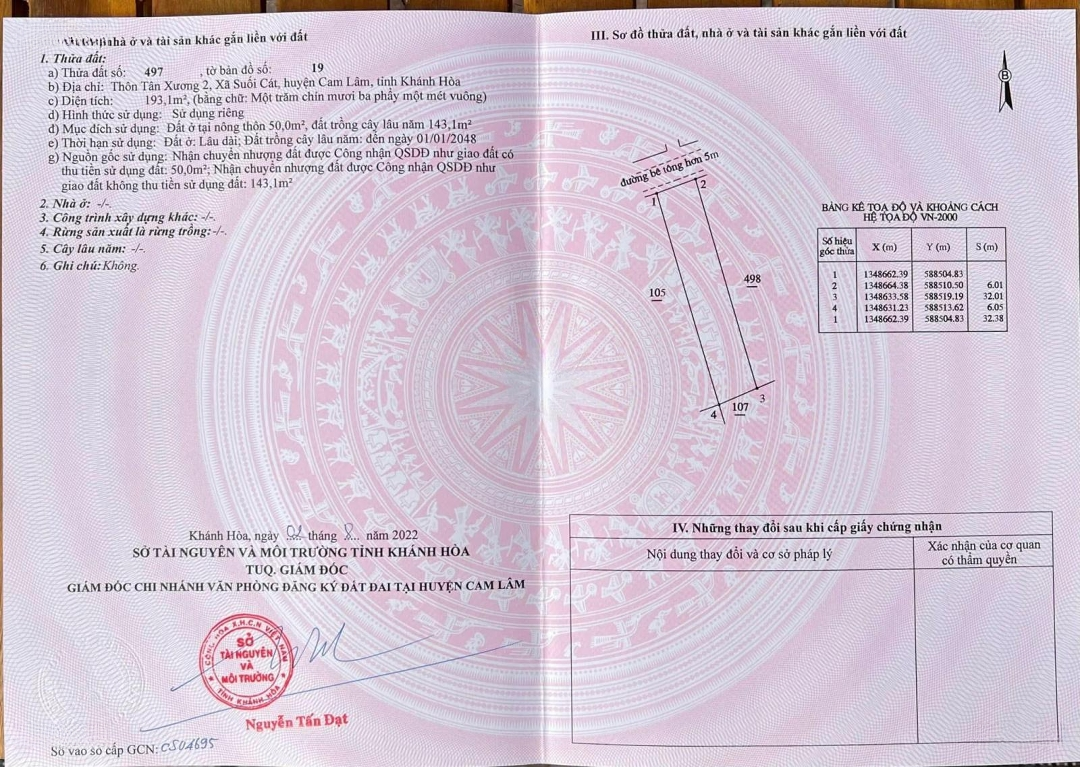 nhà ở và tài sản khác gắn liền với đất
1. Thửa đất:
a) Thửa đất số: 497 , tờ bản đồ số: 19
b) Địa chỉ: Thôn Tân Xương 2, Xã Suối Cát, huyện Cam Lâm, tỉnh Khánh Hòa
c) Diện tích: 193,1m², (bằng chữ: Một trăm chín mươi ba phẩy một mét vuông)
d) Hình thức sử dụng: Sử dụng riêng
đ) Mục đích sử dụng: Đất ở tại nông thôn 50,0m², đất trồng cây lâu năm 143,1m²
e) Thời hạn sử dụng: Đất ở: Lâu dài; Đất trồng cây lâu năm: đến ngày 01/01/2048
g) Nguồn gốc sử dụng: Nhận chuyển nhượng đất được Công nhận QSDĐ như giao đất có
thu tiền sử dụng đất: 50,0m²; Nhận chuyển nhượng đất được Công nhận QSDĐ như
giao đất không thu tiền sử dụng đất: 143,1m²
2. Nhà ở: -/-.
3. Công trình xây dựng khác: -/-.
4. Rừng sản xuất là rừng trồng:-/-.
5. Cây lâu năm: -/-.
6. Ghi chú: Không.
Khánh Hòa, ngày 01 tháng 8 năm 2022
SỞ TÀI NGUYÊN VÀ MÔI TRƯỜNG TỈNH KHÁNH HÒA
TUQ. GIÁM ĐỐC
GIÁM ĐỐC CHI NHÁNH VĂN PHÒNG ĐĂNG KÝ ĐẤT ĐAI TẠI HUYỆN CAM LÂM
CỘNG HÒA X.H.C.N VIỆT NAM
SỞ
TÀI NGUYÊN
VÀ
MÔI TRƯỜNG
TỈNH KHÁNH HÒA
Nguyễn Tấn Đạt
Số vào sổ cấp GCN: CS04695
III. Sơ đồ thửa đất, nhà ở và tài sản khác gắn liền với đất
B
đường bê tông hơn 5m
1
2
498
105
3
107
4
BẢNG KÊ TỌA ĐỘ VÀ KHOẢNG CÁCH
HỆ TỌA ĐỘ VN-2000
Số hiệu góc thửa X (m) Y (m) S (m)
1 1348662.39 588504.83
2 1348664.38 588510.50 6.01
3 1348633.58 588519.19 32.01
4 1348631.23 588513.62 6.05
1 1348662.39 588504.83 32.38
IV. Những thay đổi sau khi cấp giấy chứng nhận
Nội dung thay đổi và cơ sở pháp lý
Xác nhận của cơ quan
có thẩm quyền